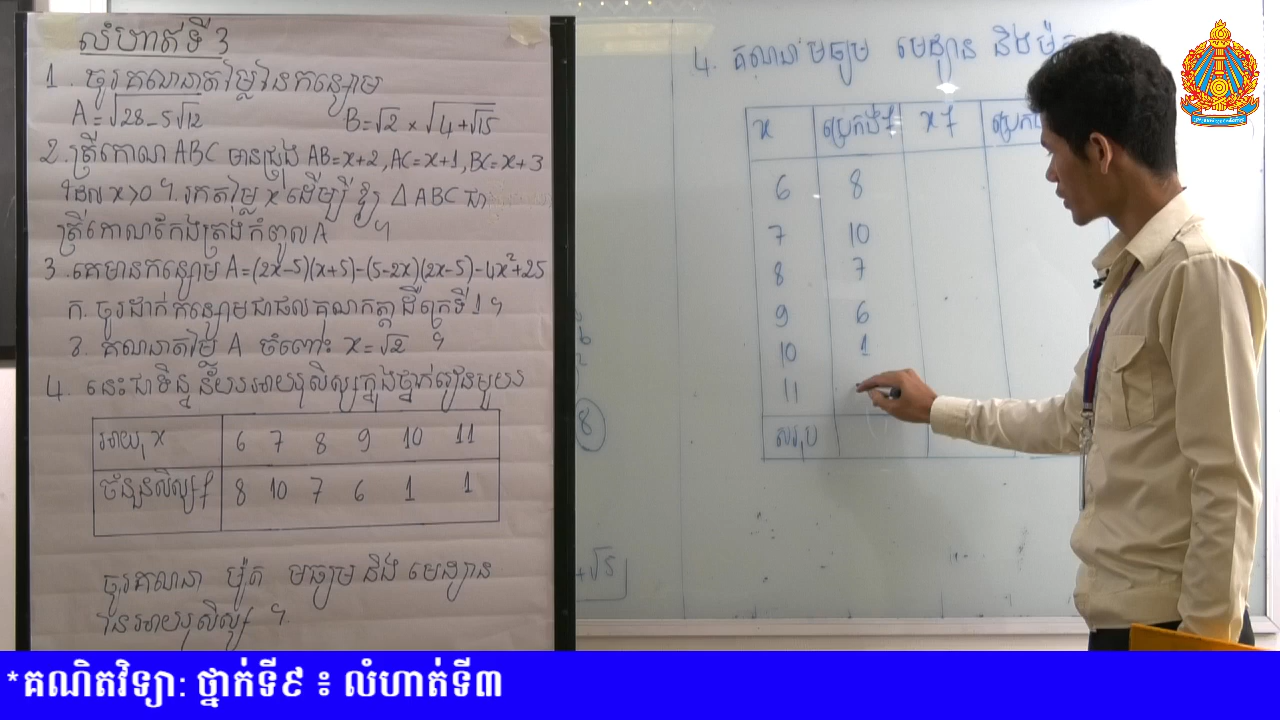 លំហាត់ទី 3
1. ចូរគណនាតម្លៃនៃកន្សោម
A = √28-5√12 B = √2 × √4+√15
2. ត្រីកោណ ABC មានជ្រុង AB=x+2, AC=x+1, BC=x+3
ដែល x>0 ។ រកតម្លៃ x ដើម្បីឱ្យ Δ ABC ជា
ត្រីកោណកែងត្រង់កំពូល A ។
3. គេមានកន្សោម A=(2x-5)(x+5)-(5-2x)(2x-5)-4x²+25
ក. ចូរដាក់កន្សោមជាផលគុណកត្តាដឺក្រេទី 1 ។
ខ. គណនាតម្លៃ A ចំពោះ x=√2 ។
4. នេះជាទិន្នន័យអាយុសិស្សក្នុងថ្នាក់រៀនមួយ
អាយុ x 6 7 8 9 10 11
ចំនួនសិស្ស f 8 10 7 6 1 1
ចូរគណនា ម៉ូត មធ្យម និង មេដ្យាន
នៃអាយុសិស្ស ។
4. គណនា មធ្យម មេដ្យាន និង
x ប្រេកង់ f x f ប្រេកង់
6 8
7 10
8 7
9 6
10 1
11
សរុប
8
+√5
*គណិតវិទ្យា: ថ្នាក់ទី៩ ៖ លំហាត់ទី៣